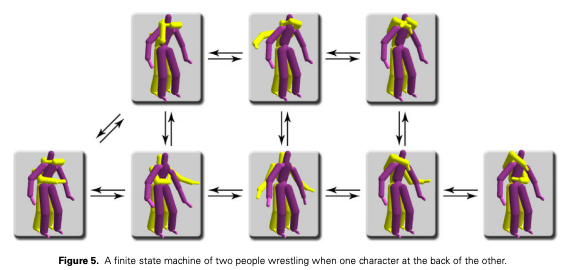 Figure 5. A finite state machine of two people wrestling when one character at the back of the other.